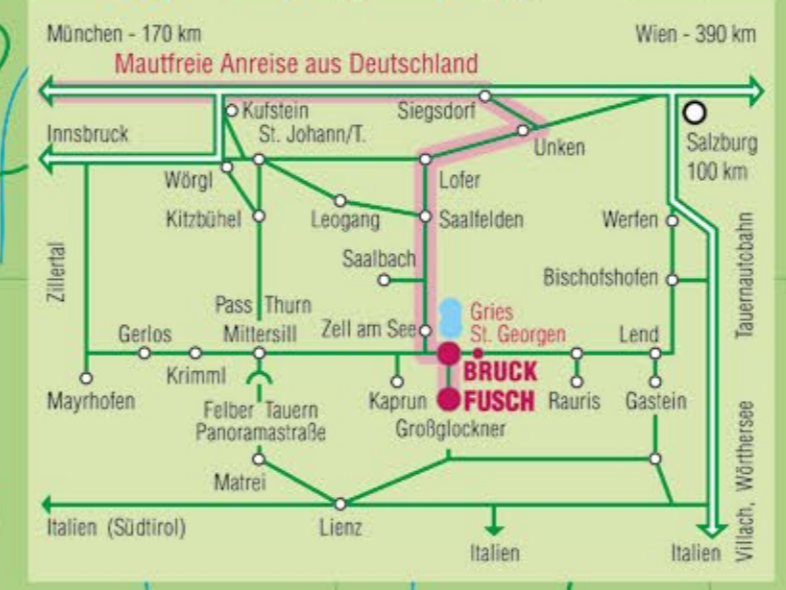 München - 170 km
Wien - 390 km
Mautfreie Anreise aus Deutschland
Kufstein
Siegsdorf
Innsbruck
St. Johann/T.
Unken
Salzburg
100 km
Wörgl
Lofer
Kitzbühel
Leogang
Saalfelden
Werfen
Zillertal
Saalbach
Bischofshofen
Tauernautobahn
Pass Thurn
Gries
St. Georgen
Gerlos
Mittersill
Zell am See
Lend
Krimml
BRUCK
Mayrhofen
Felber Tauern
Panoramastraße
Kaprun
FUSCH
Rauris
Gastein
Großglockner
Matrei
Villach, Wörthersee
Italien (Südtirol)
Lienz
Italien
Italien